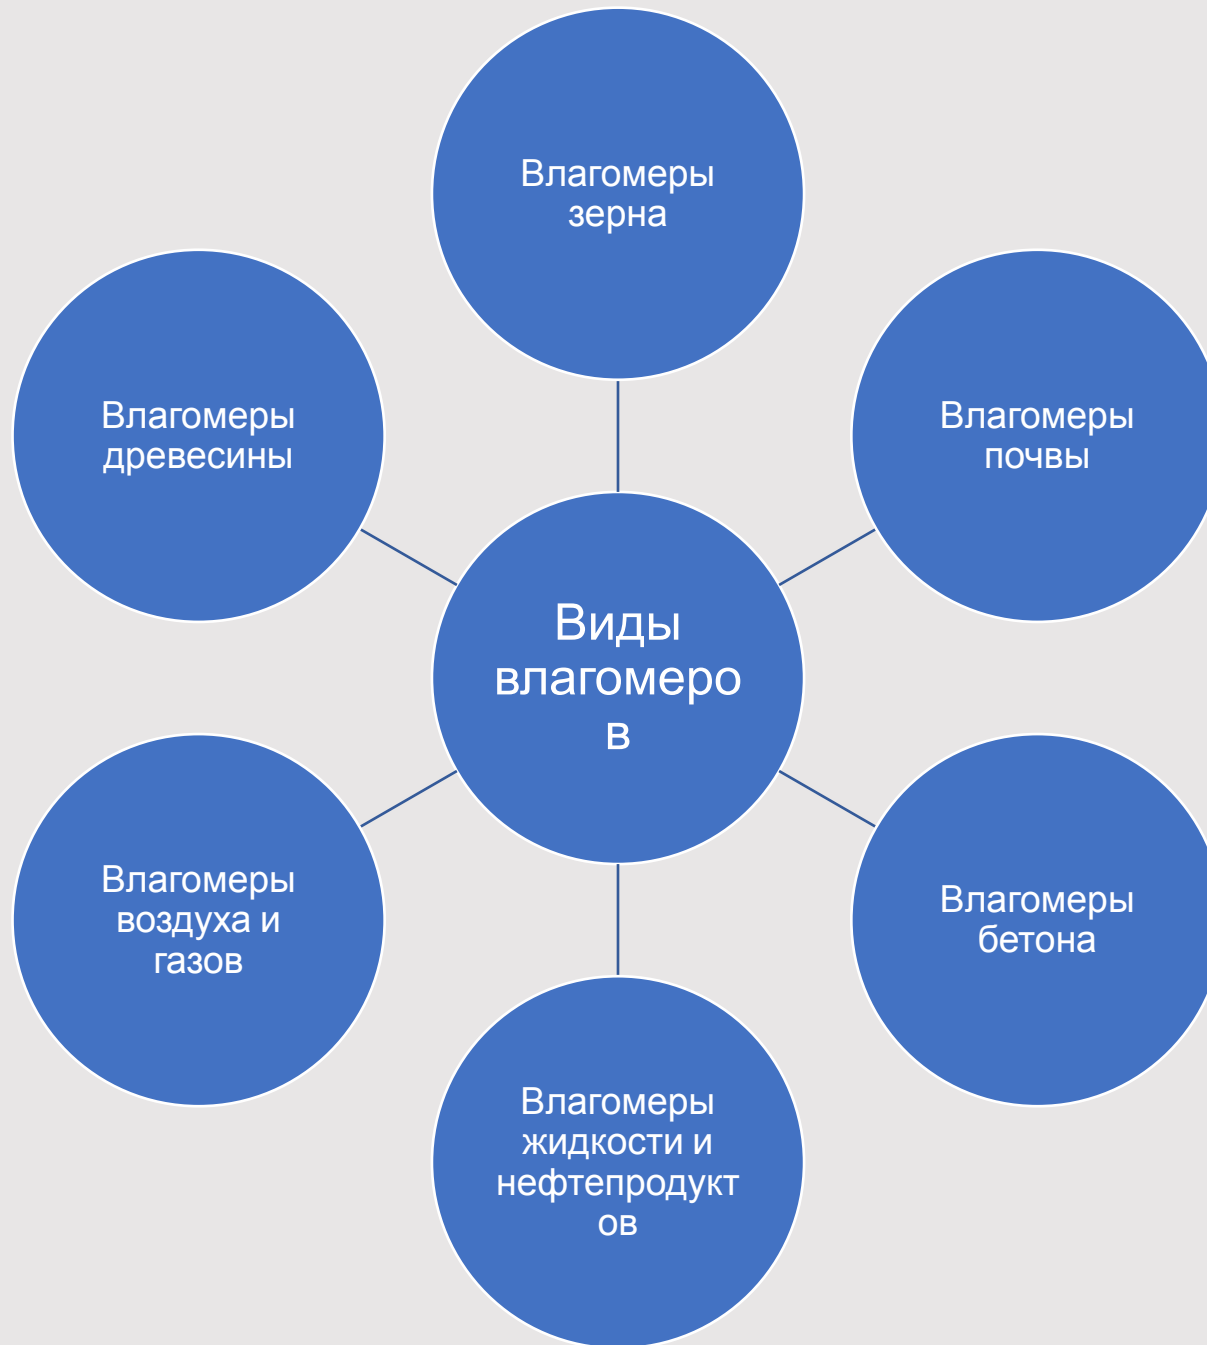 Влагомеры
зерна
Влагомеры
древесины
Влагомеры
почвы
Виды
влагомеро
в
Влагомеры
воздуха и
газов
Влагомеры
бетона
Влагомеры
жидкости и
нефтепродукт
ов